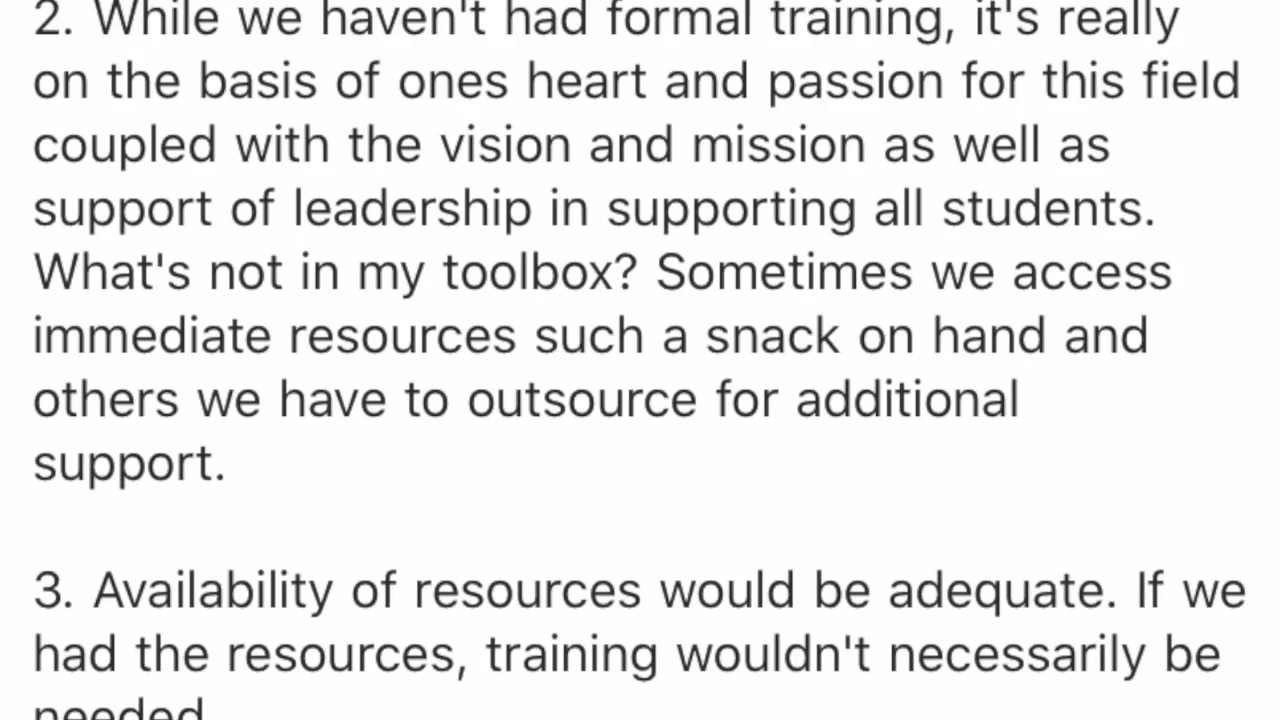 2. While we haven't had formal training, it's really
on the basis of ones heart and passion for this field
coupled with the vision and mission as well as
support of leadership in supporting all students.
What's not in my toolbox? Sometimes we access
immediate resources such a snack on hand and
others we have to outsource for additional
support.
3. Availability of resources would be adequate. If we
had the resources, training wouldn't necessarily be
needed